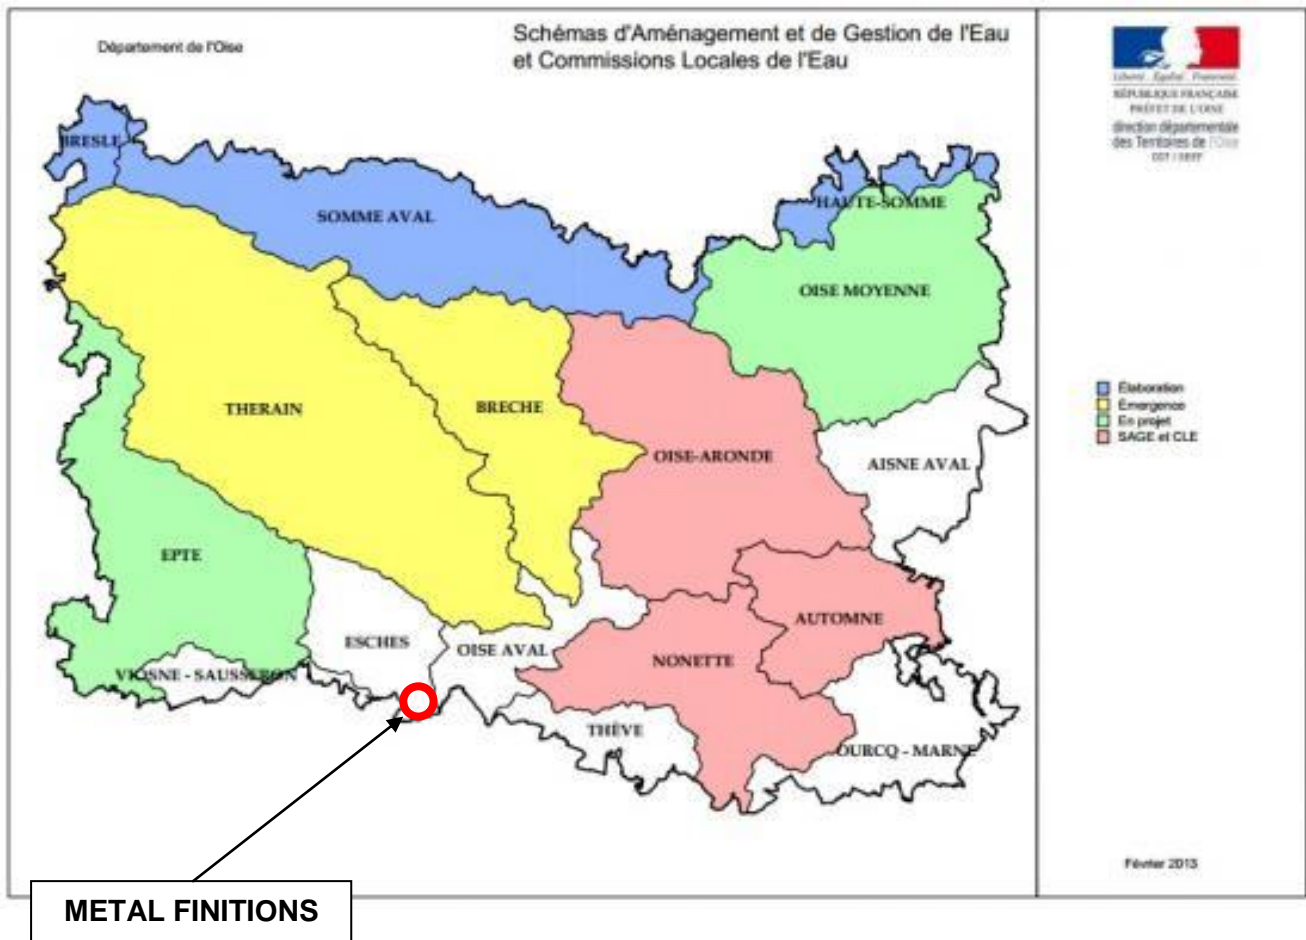 Département de l'Oise
Schémas d'Aménagement et de Gestion de l'Eau
et Commissions Locales de l'Eau
Liberté . Égalité . Fraternité
RÉPUBLIQUE FRANÇAISE
PRÉFET DE L'OISE
direction départementale
des Territoires de l'Oise
BRESLE
SOMME AVAL
HAUTE-SOMME
OISE MOYENNE
THERAIN
BRECHE
OISE-ARONDE
AISNE AVAL
EPTE
ESCHES
OISE AVAL
NONETTE
AUTOMNE
VIOSNE - SAUSSERON
THÈVE
OURCQ - MARNE
Élaboration
Émergence
En projet
SAGE et CLE
Février 2013
METAL FINITIONS